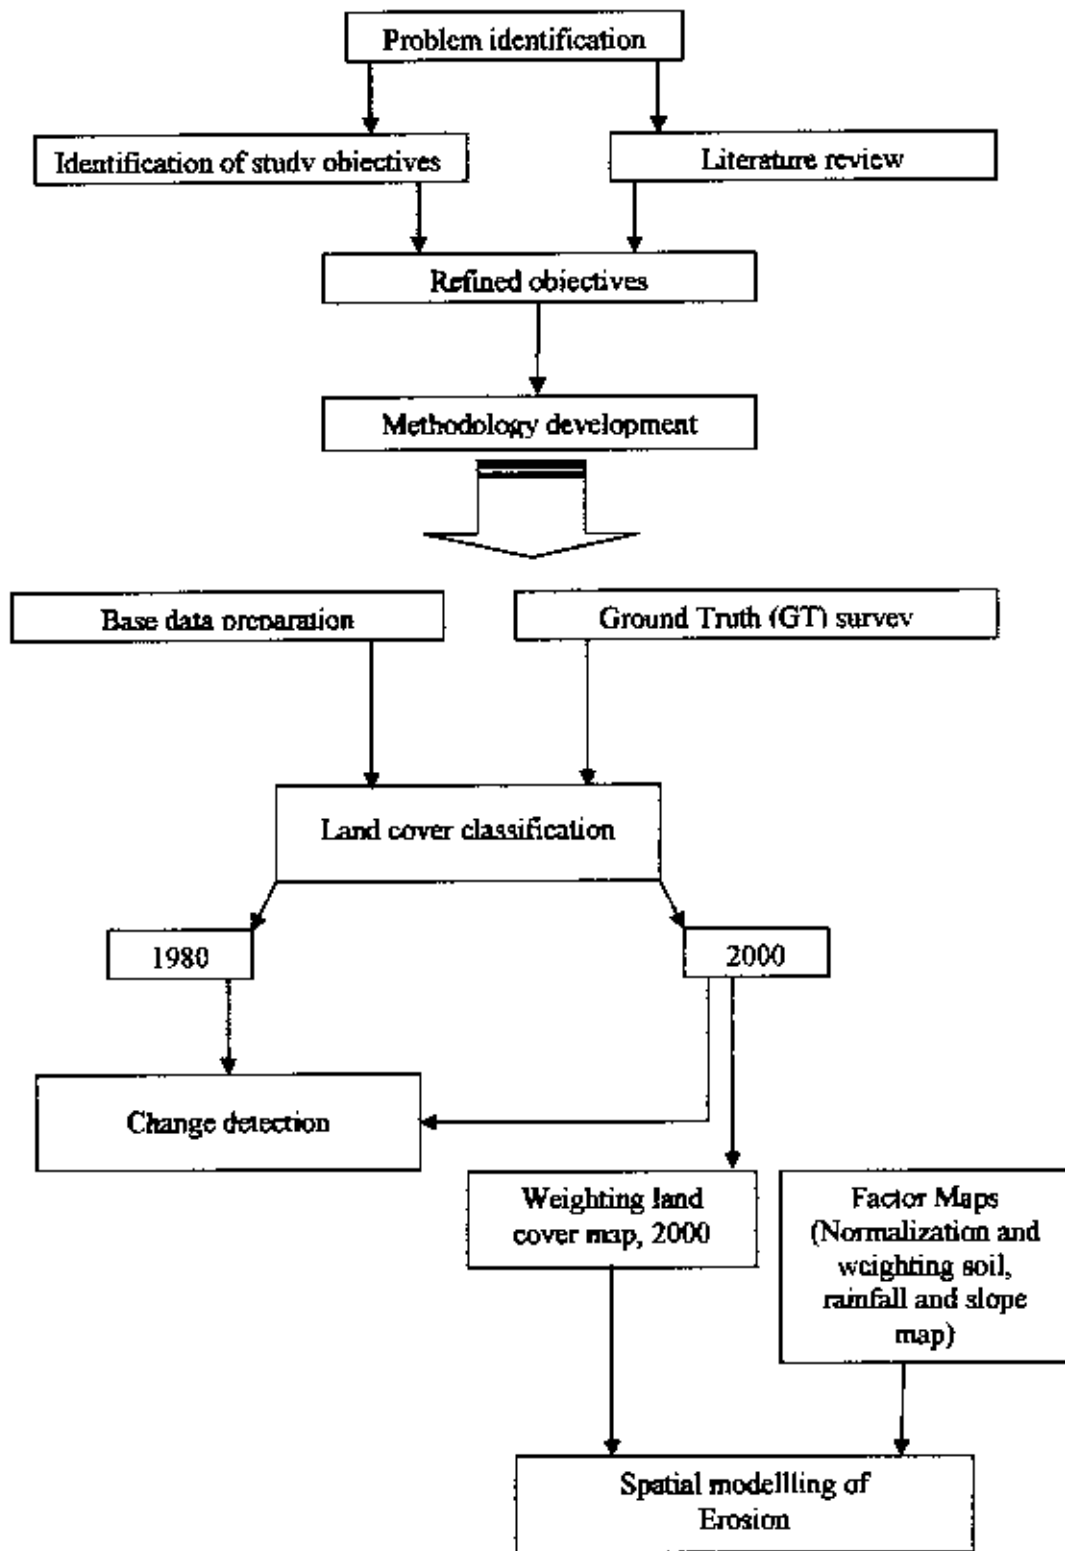 Problem identification
Identification of study objectives
Literature review
Refined objectives
Methodology development
Base data preparation
Ground Truth (GT) survey
Land cover classification
1980
2000
Change detection
Weighting land
cover map, 2000
Factor Maps
(Normalization and
weighting soil,
rainfall and slope
map)
Spatial modellling of
Erosion